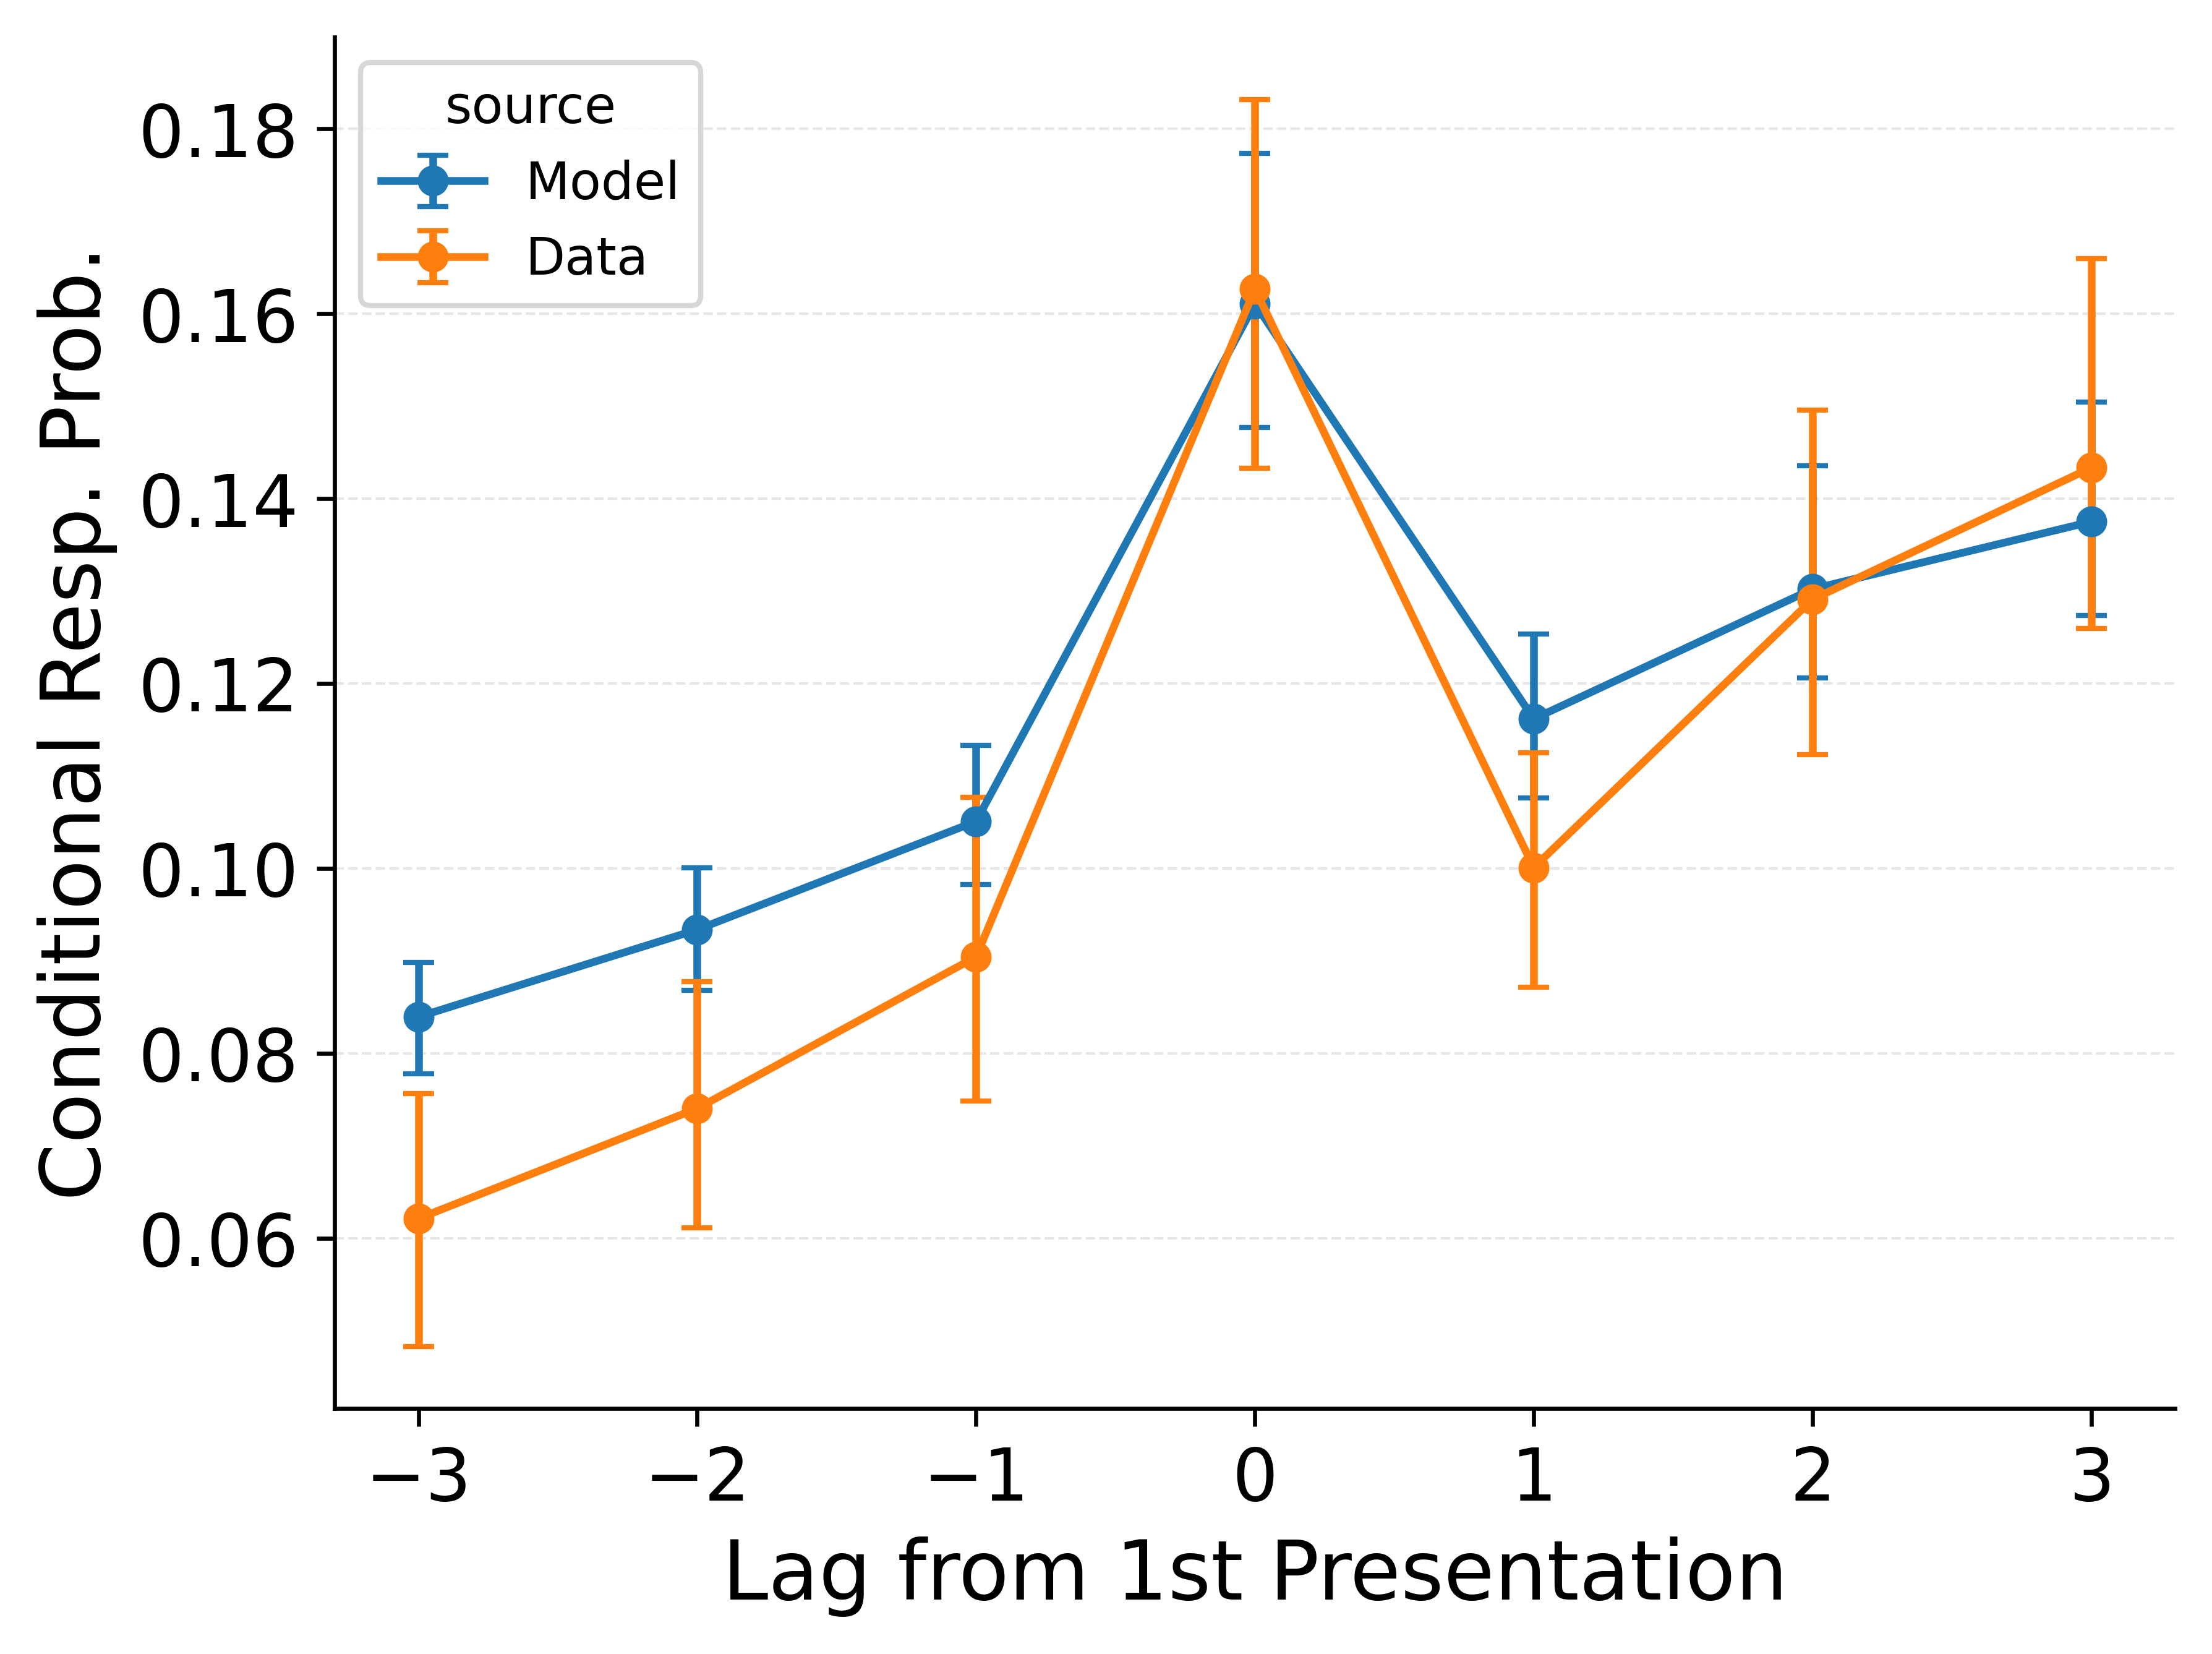 source
Model
Data
Conditional Resp. Prob.
0.18
0.16
0.14
0.12
0.10
0.08
0.06
−3 −2 −1 0 1 2 3
Lag from 1st Presentation